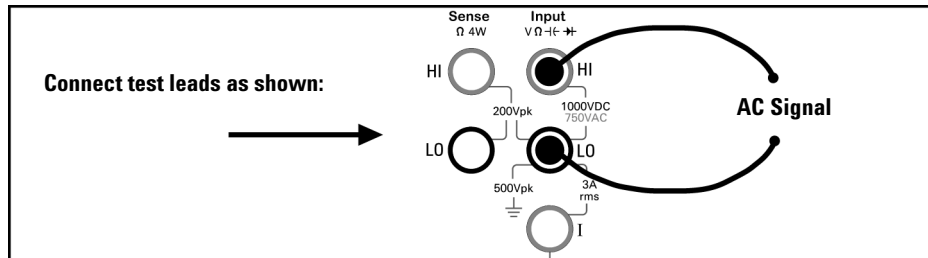 Sense
Input
Ω 4W
V Ω ⊣⊢ ➔⊢
HI
HI
Connect test leads as shown:
200Vpk
1000VDC
750VAC
AC Signal
LO
LO
500Vpk
3A
rms
I